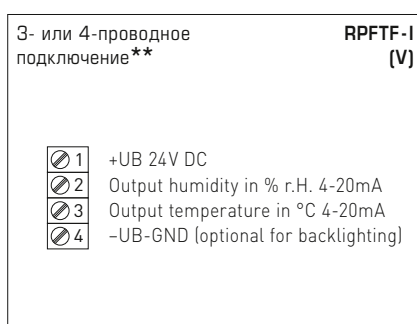 3- или 4-проводное RPFTF-I
подключение** (V)
1 +UB 24V DC
2 Output humidity in % r.H. 4-20mA
3 Output temperature in °C 4-20mA
4 –UB-GND (optional for backlighting)